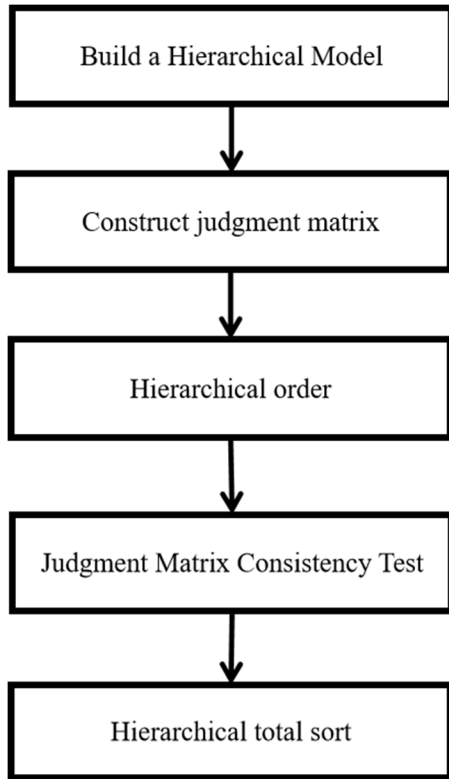 Build a Hierarchical Model
Construct judgment matrix
Hierarchical order
Judgment Matrix Consistency Test
Hierarchical total sort